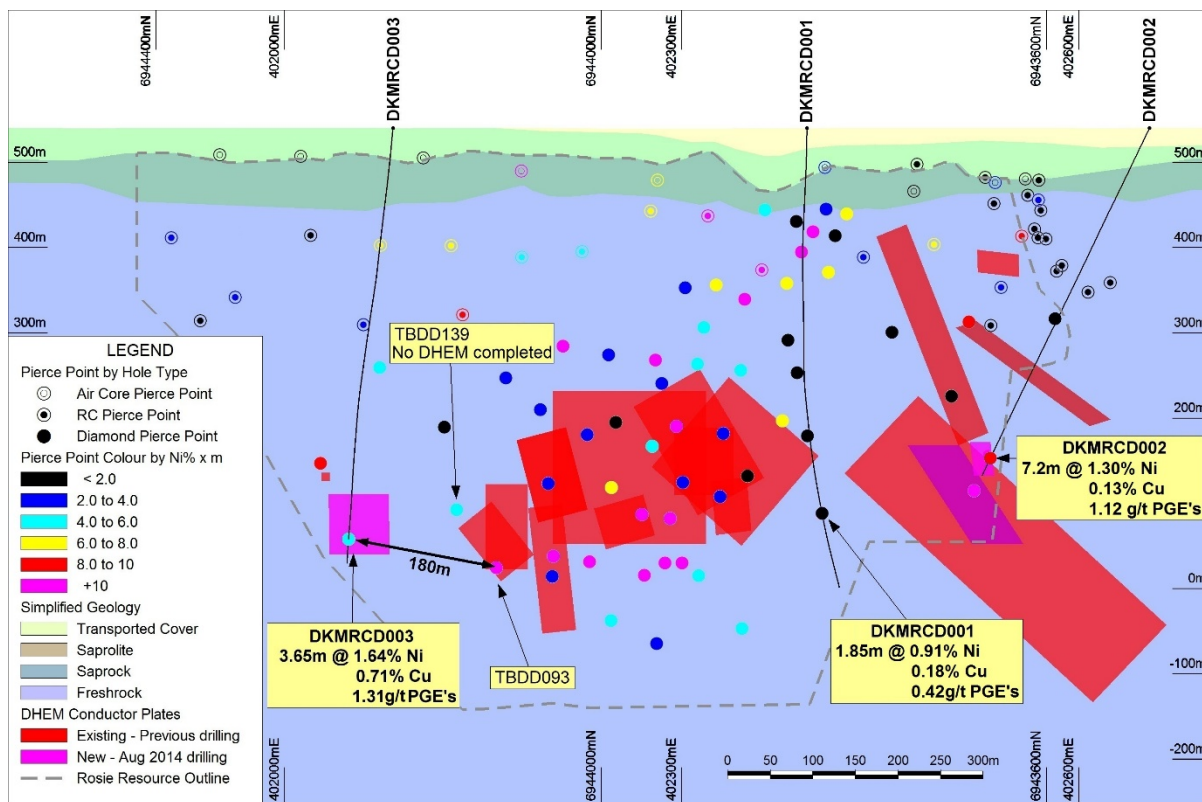 6944400mN
402000mE
DKMRCD003
6944000mN
402300mE
DKMRCD001
6943600mN
402600mE
DKMRCD002
500m
500m
400m
400m
300m
300m
TBDD139
No DHEM completed
LEGEND
Pierce Point by Hole Type
Air Core Pierce Point
RC Pierce Point
Diamond Pierce Point
Pierce Point Colour by Ni% x m
< 2.0
2.0 to 4.0
4.0 to 6.0
6.0 to 8.0
8.0 to 10
+10
Simplified Geology
Transported Cover
Saprolite
Saprock
Freshrock
DHEM Conductor Plates
Existing - Previous drilling
New - Aug 2014 drilling
Rosie Resource Outline
200m
DKMRCD002
7.2m @ 1.30% Ni
0.13% Cu
1.12 g/t PGE's
100m
180m
0m
DKMRCD003
3.65m @ 1.64% Ni
0.71% Cu
1.31g/t PGE's
TBDD093
DKMRCD001
1.85m @ 0.91% Ni
0.18% Cu
0.42g/t PGE's
-100m
-200m
0 50 100 150 200 250 300m
402000mE
6944000mN
402300mE
6943600mN
402600mE